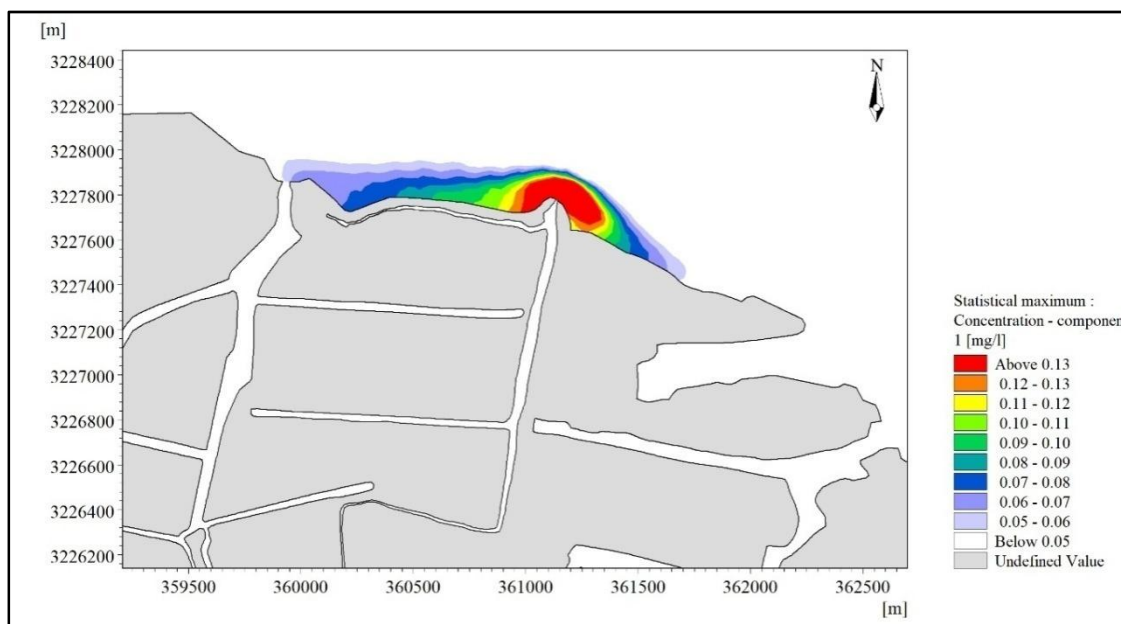 [m]
N
3228400
3228200
3228000
3227800
3227600
3227400
3227200
3227000
3226800
3226600
3226400
3226200
359500 360000 360500 361000 361500 362000 362500
[m]
Statistical maximum :
Concentration - componen
1 [mg/l]
Above 0.13
0.12 - 0.13
0.11 - 0.12
0.10 - 0.11
0.09 - 0.10
0.08 - 0.09
0.07 - 0.08
0.06 - 0.07
0.05 - 0.06
Below 0.05
Undefined Value